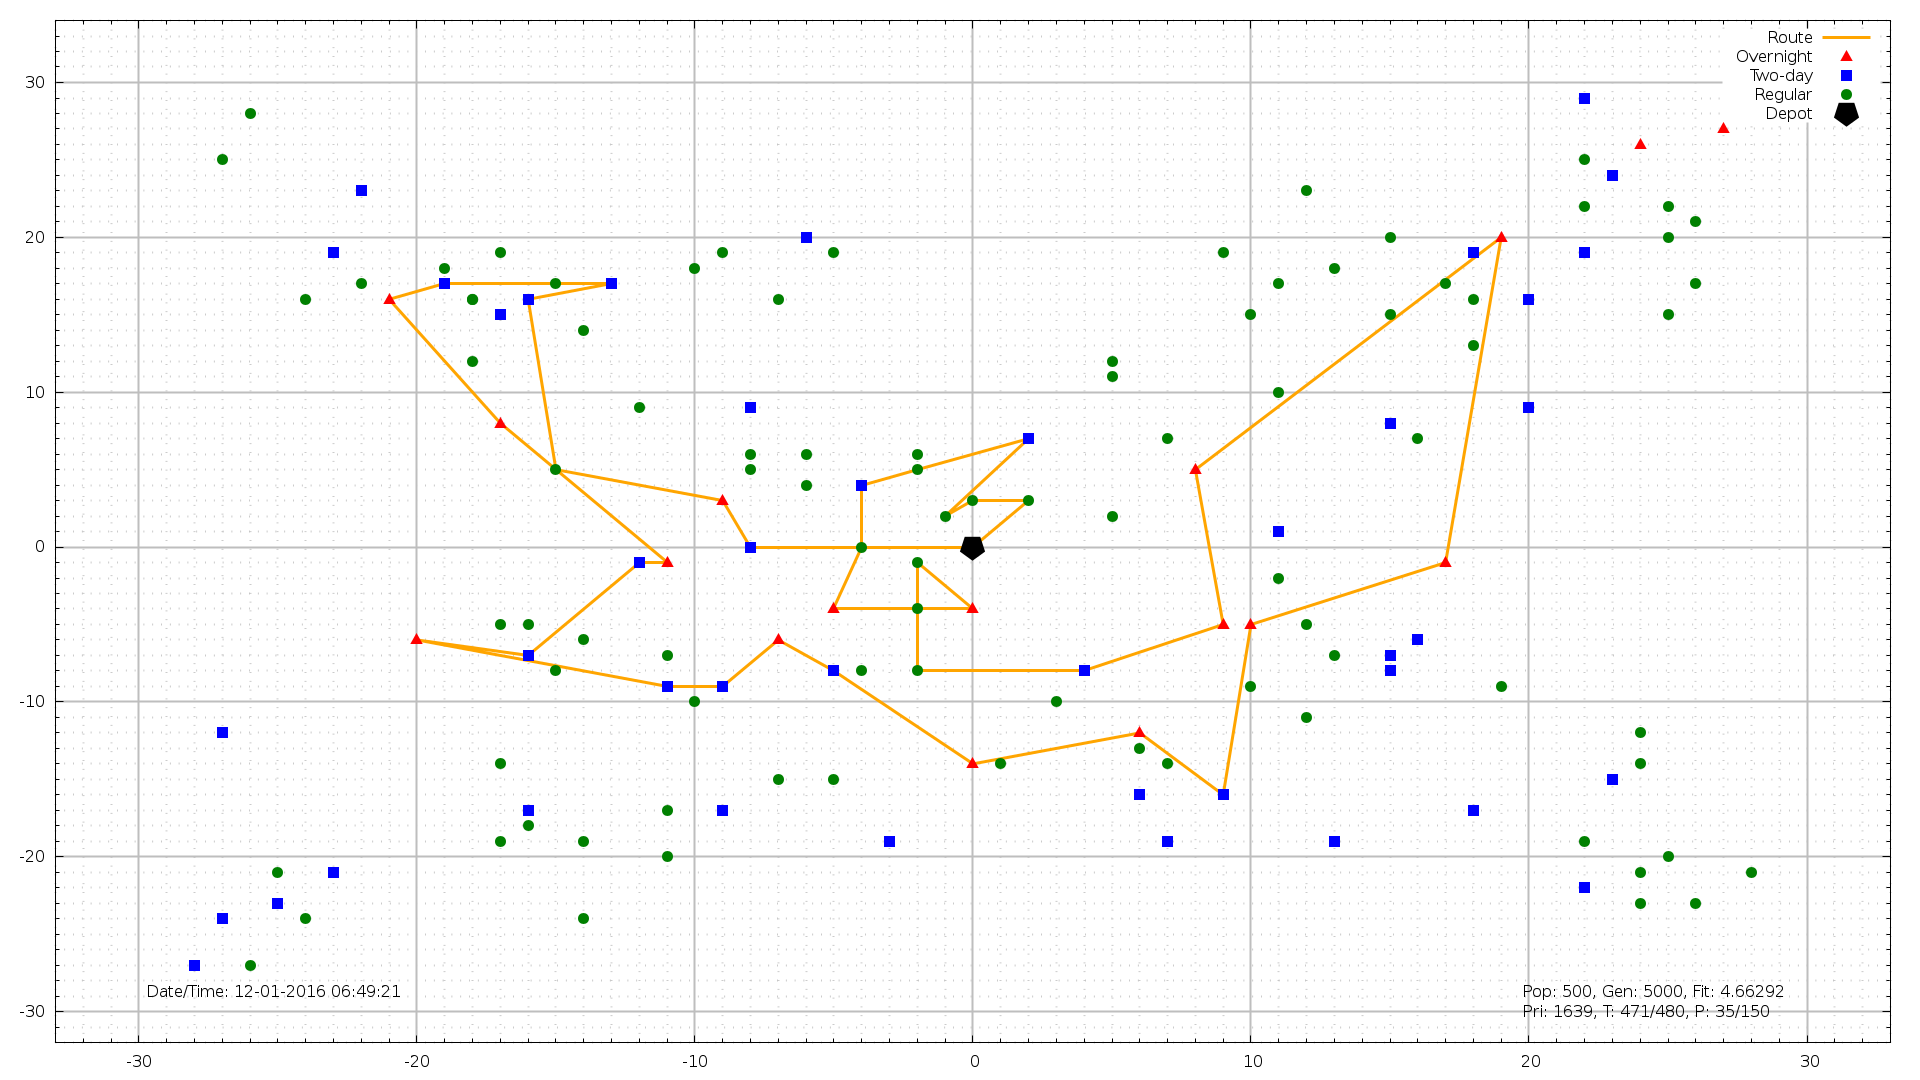 Route
Overnight
Two-day
Regular
Depot
30
20
10
0
-10
-20
-30
Date/Time: 12-01-2016 06:49:21
Pop: 500, Gen: 5000, Fit: 4.66292
Pri: 1639, T: 471/480, P: 35/150
-30 -20 -10 0 10 20 30